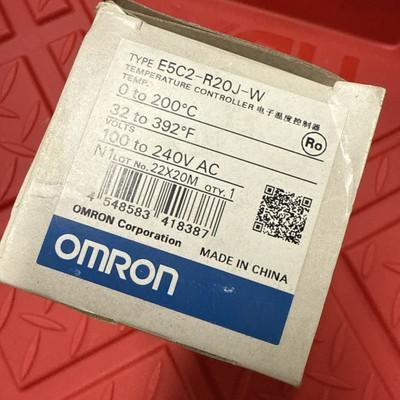 TYPE E5C2-R20J-W
TEMPERATURE CONTROLLER 电子温度控制器
TEMP.
0 to 200°C
32 to 392°F
VOLTS
100 to 240V AC
N1 LOT No. 22X20M QTY. 1
Ro
4 548583 418387
OMRON Corporation
MADE IN CHINA
OMRON